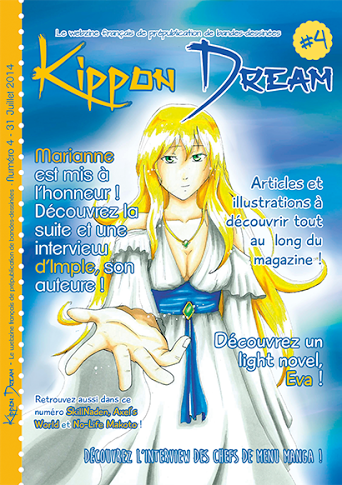 Le webzine français de prépublication de bandes-dessinées
Kippon Dream
#4
Numéro 4 - 31 Juillet 2014
Kippon Dream - Le webzine français de prépublication de bandes-dessinées
Marianne
est mis à
l'honneur !
Découvrez la
suite et une
interview
d'Imple, son
auteure !
Articles et
illustrations à
découvrir tout
au long du
magazine !
Découvrez un
light novel,
Eva !
Retrouvez aussi dans ce
numéro SkillNaden, Axel's
World et No-Life Makoto !
Découvrez l'interview des chefs de Menu Manga !